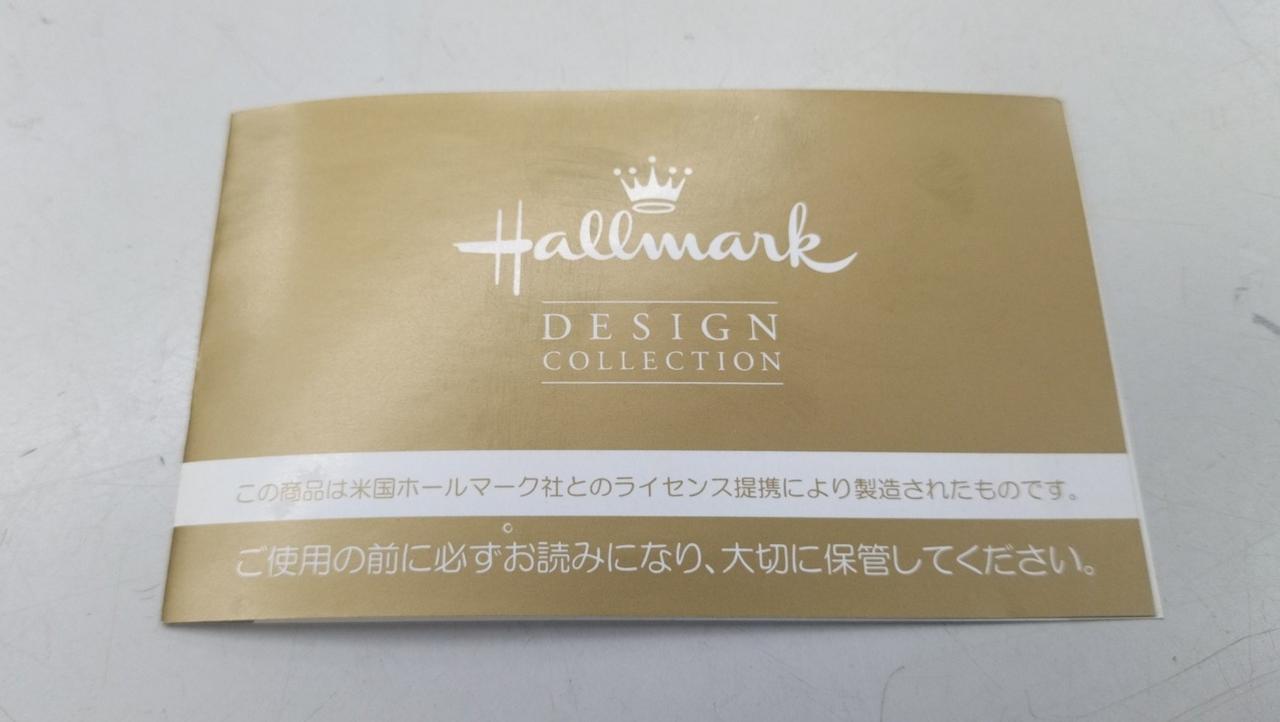 Hallmark
DESIGN
COLLECTION
この商品は米国ホールマーク社とのライセンス提携により製造されたものです。
ご使用の前に必ずお読みになり、大切に保管してください。